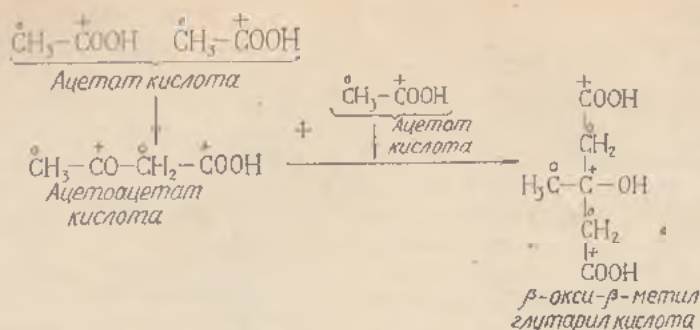 CH₃–COOH CH₃–COOH
Ацетат кислота
CH₃–COOH
Ацетат
кислота
+
CH₃–CO–CH₂–COOH
Ацетоацетат
кислота
COOH
CH₂
H₃C–C–OH
CH₂
COOH
β-окси-β-метил
глутарил кислота